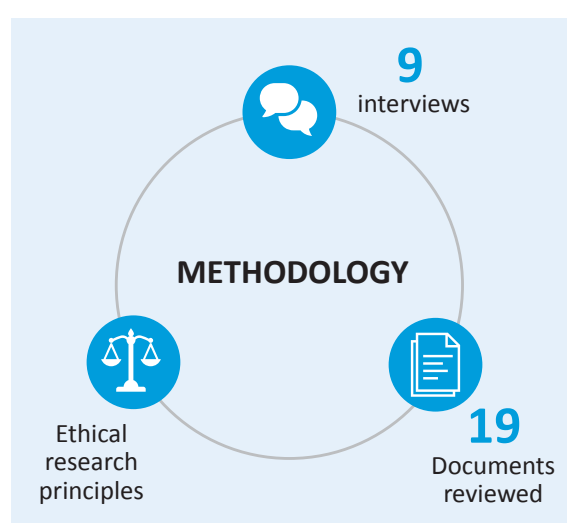 9
interviews
METHODOLOGY
Ethical
research
principles
19
Documents
reviewed